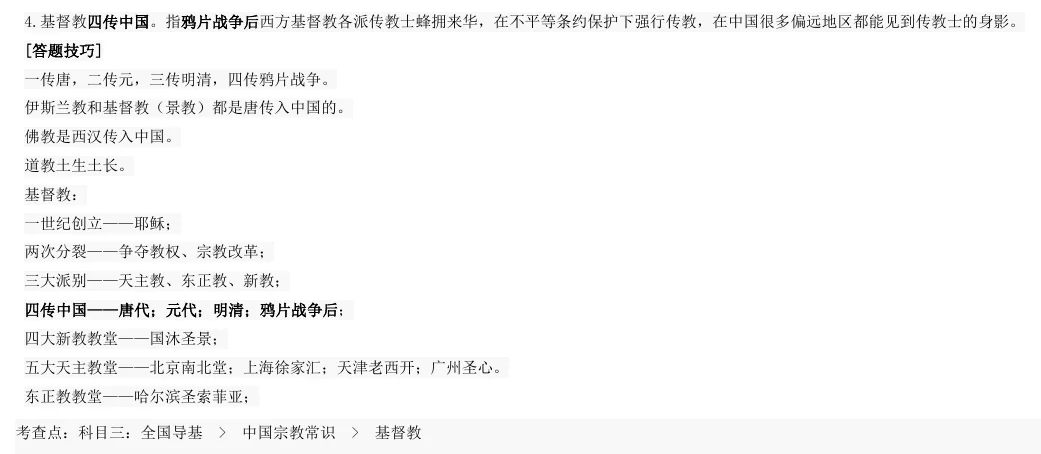 4.基督教四传中国。指鸦片战争后西方基督教各派传教士蜂拥来华，在不平等条约保护下强行传教，在中国很多偏远地区都能见到传教士的身影。
[答题技巧]
一传唐，二传元，三传明清，四传鸦片战争。
伊斯兰教和基督教（景教）都是唐传入中国的。
佛教是西汉传入中国。
道教土生土长。
基督教：
一世纪创立——耶稣；
两次分裂——争夺教权、宗教改革；
三大派别——天主教、东正教、新教；
四传中国——唐代；元代；明清；鸦片战争后；
四大新教教堂——国沐圣景；
五大天主教堂——北京南北堂；上海徐家汇；天津老西开；广州圣心。
东正教教堂——哈尔滨圣索菲亚；
考查点：科目三：全国导基 > 中国宗教常识 > 基督教